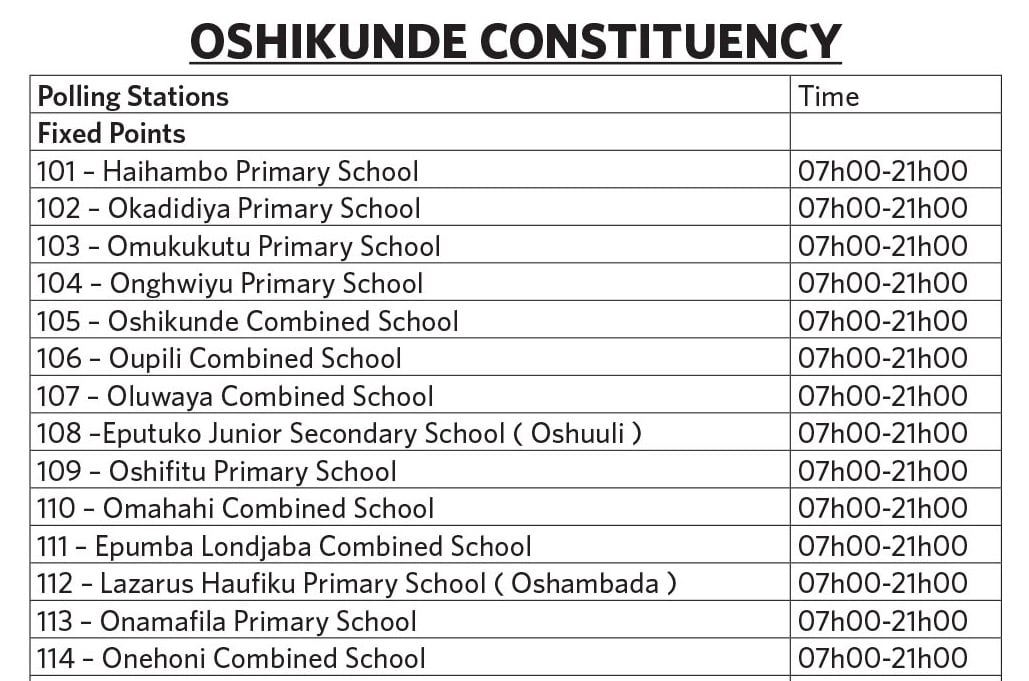 OSHIKUNDE CONSTITUENCY
Polling Stations Time
Fixed Points
101 – Haihambo Primary School 07h00-21h00
102 – Okadidiya Primary School 07h00-21h00
103 – Omukukutu Primary School 07h00-21h00
104 – Onghwiyu Primary School 07h00-21h00
105 – Oshikunde Combined School 07h00-21h00
106 – Oupili Combined School 07h00-21h00
107 – Oluwaya Combined School 07h00-21h00
108 –Eputuko Junior Secondary School ( Oshuuli ) 07h00-21h00
109 – Oshifitu Primary School 07h00-21h00
110 – Omahahi Combined School 07h00-21h00
111 – Epumba Londjaba Combined School 07h00-21h00
112 – Lazarus Haufiku Primary School ( Oshambada ) 07h00-21h00
113 – Onamafila Primary School 07h00-21h00
114 – Onehoni Combined School 07h00-21h00